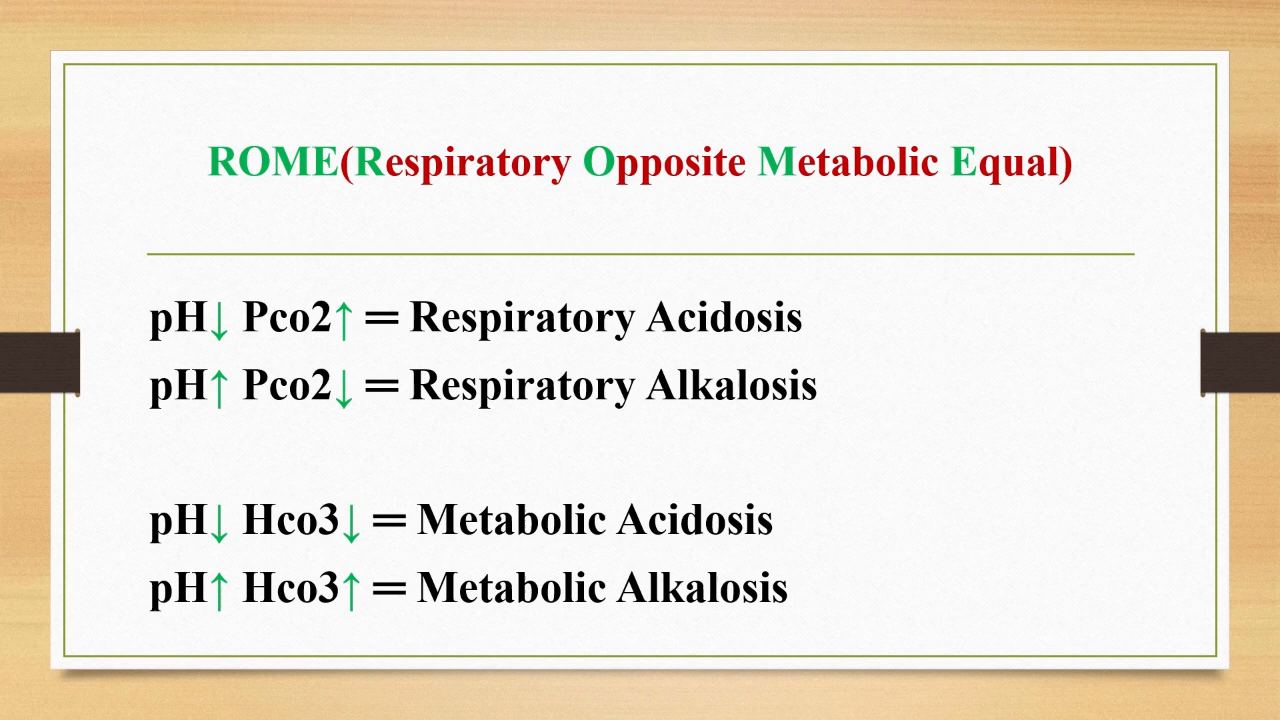 ROME(Respiratory Opposite Metabolic Equal)
pH↓ Pco2↑ = Respiratory Acidosis
pH↑ Pco2↓ = Respiratory Alkalosis
pH↓ Hco3↓ = Metabolic Acidosis
pH↑ Hco3↑ = Metabolic Alkalosis